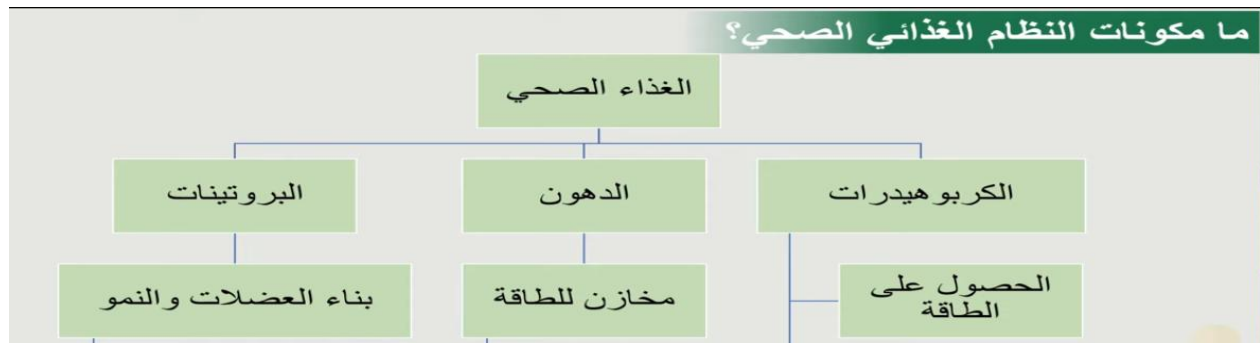 ما مكونات النظام الغذائي الصحي؟
الغذاء الصحي
الكربوهيدرات
الدهون
البروتينات
الحصول على
الطاقة
مخازن للطاقة
بناء العضلات والنمو